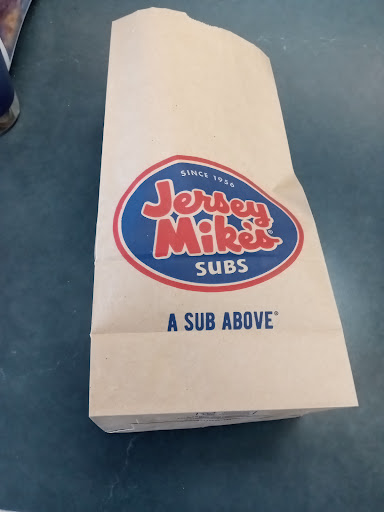 SINCE 1956
Jersey
Mike's®
SUBS
A SUB ABOVE®